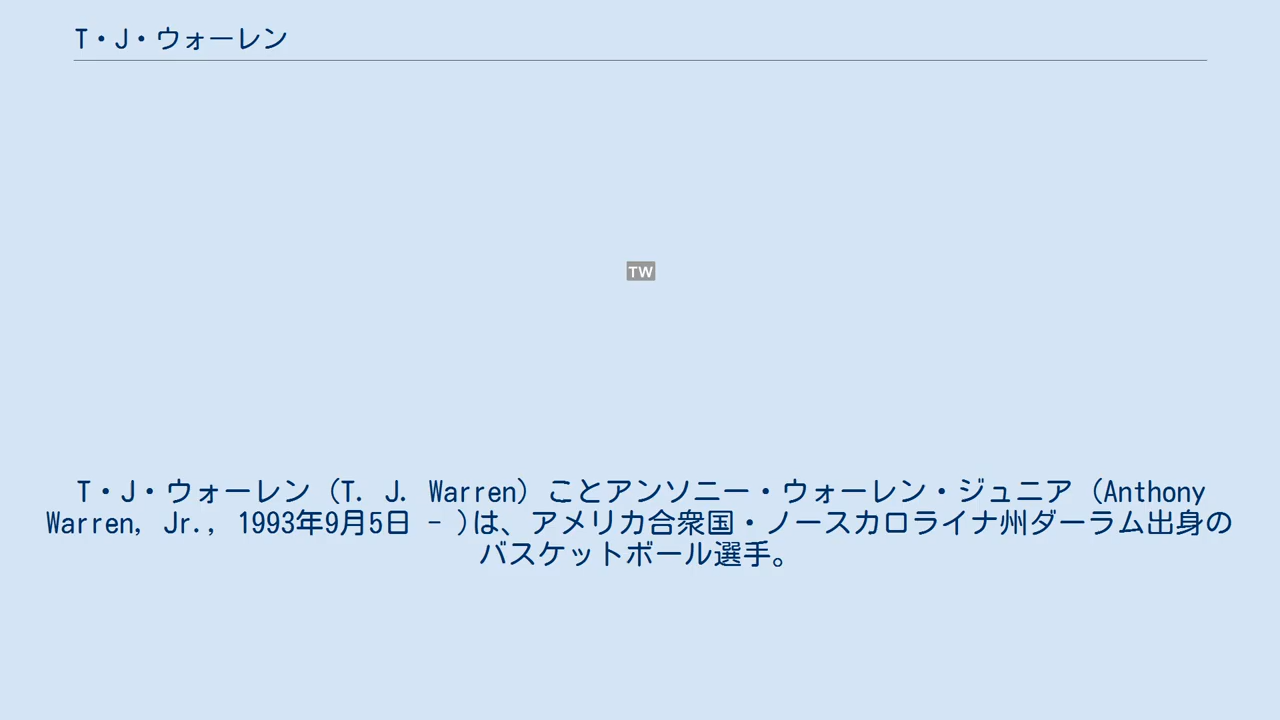 T・J・ウォーレン
TW
T・J・ウォーレン（T. J. Warren）ことアンソニー・ウォーレン・ジュニア（Anthony
Warren, Jr., 1993年9月5日 - )は、アメリカ合衆国・ノースカロライナ州ダーラム出身の
バスケットボール選手。